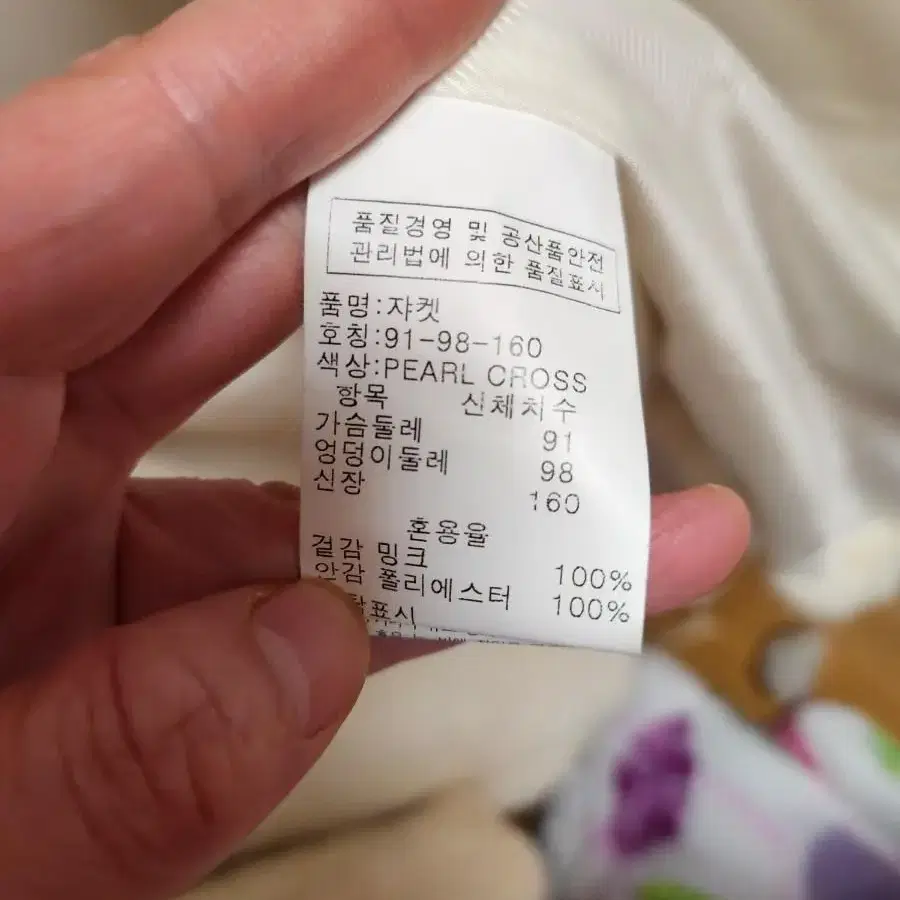 품질경영 및 공산품안전
관리법에 의한 품질표시
품명:쟈켓
호칭:91-98-160
색상:PEARL CROSS
항목 신체치수
가슴둘레 91
엉덩이둘레 98
신장 160
혼용율
겉감 밍크 100%
안감 폴리에스터 100%
표시